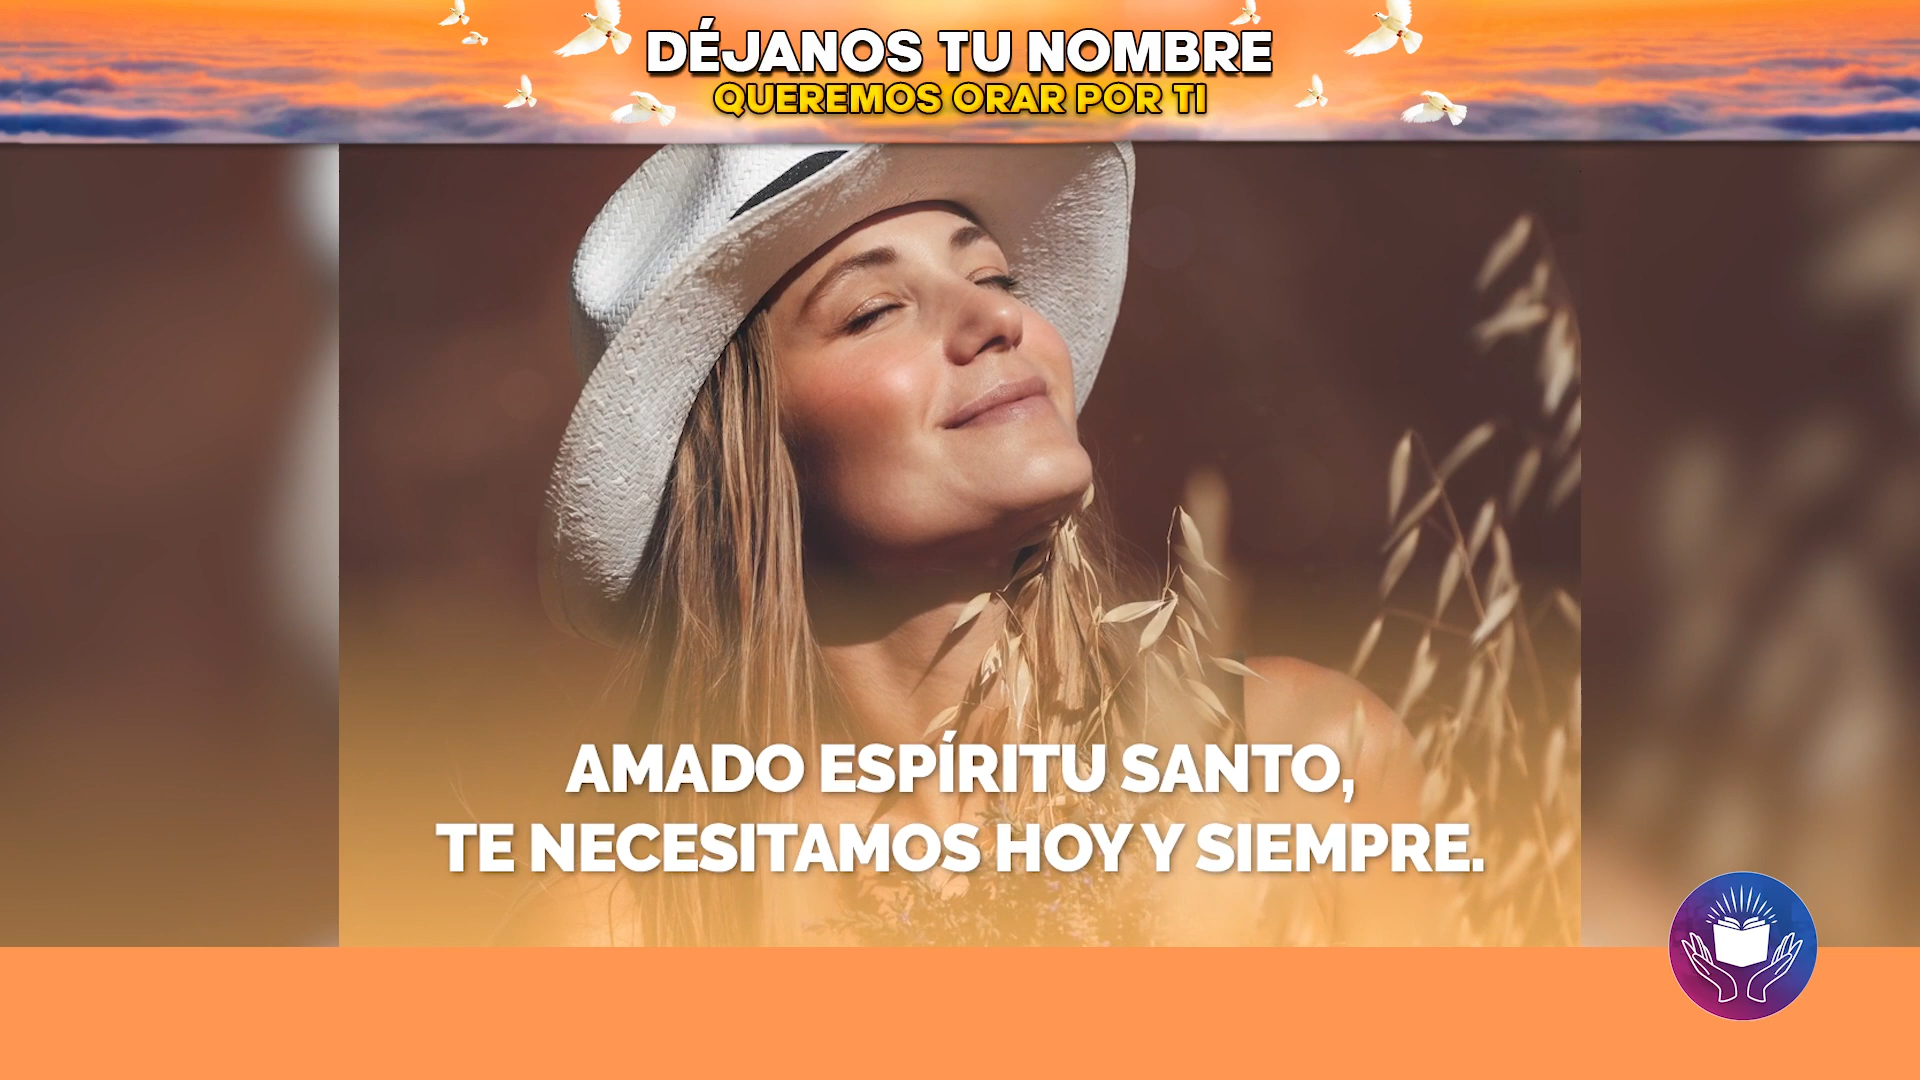 DÉJANOS TU NOMBRE
QUEREMOS ORAR POR TI
AMADO ESPÍRITU SANTO,
TE NECESITAMOS HOY Y SIEMPRE.